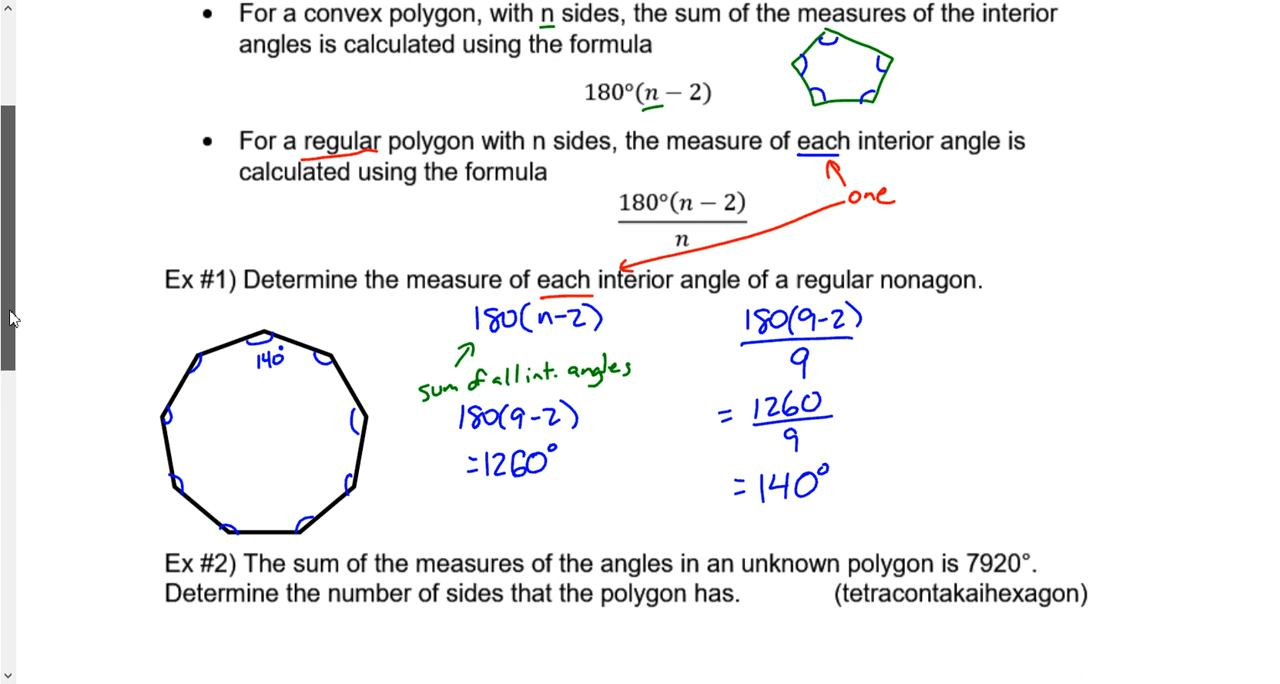 • For a convex polygon, with n sides, the sum of the measures of the interior
angles is calculated using the formula
180°(n − 2)
• For a regular polygon with n sides, the measure of each interior angle is
calculated using the formula
one
180°(n − 2)
n
Ex #1) Determine the measure of each interior angle of a regular nonagon.
140°
180(n-2)
sum of all int. angles
180(9-2)
=1260°
180(9-2)
9
= 1260
9
= 140°
Ex #2) The sum of the measures of the angles in an unknown polygon is 7920°.
Determine the number of sides that the polygon has. (tetracontakaihexagon)